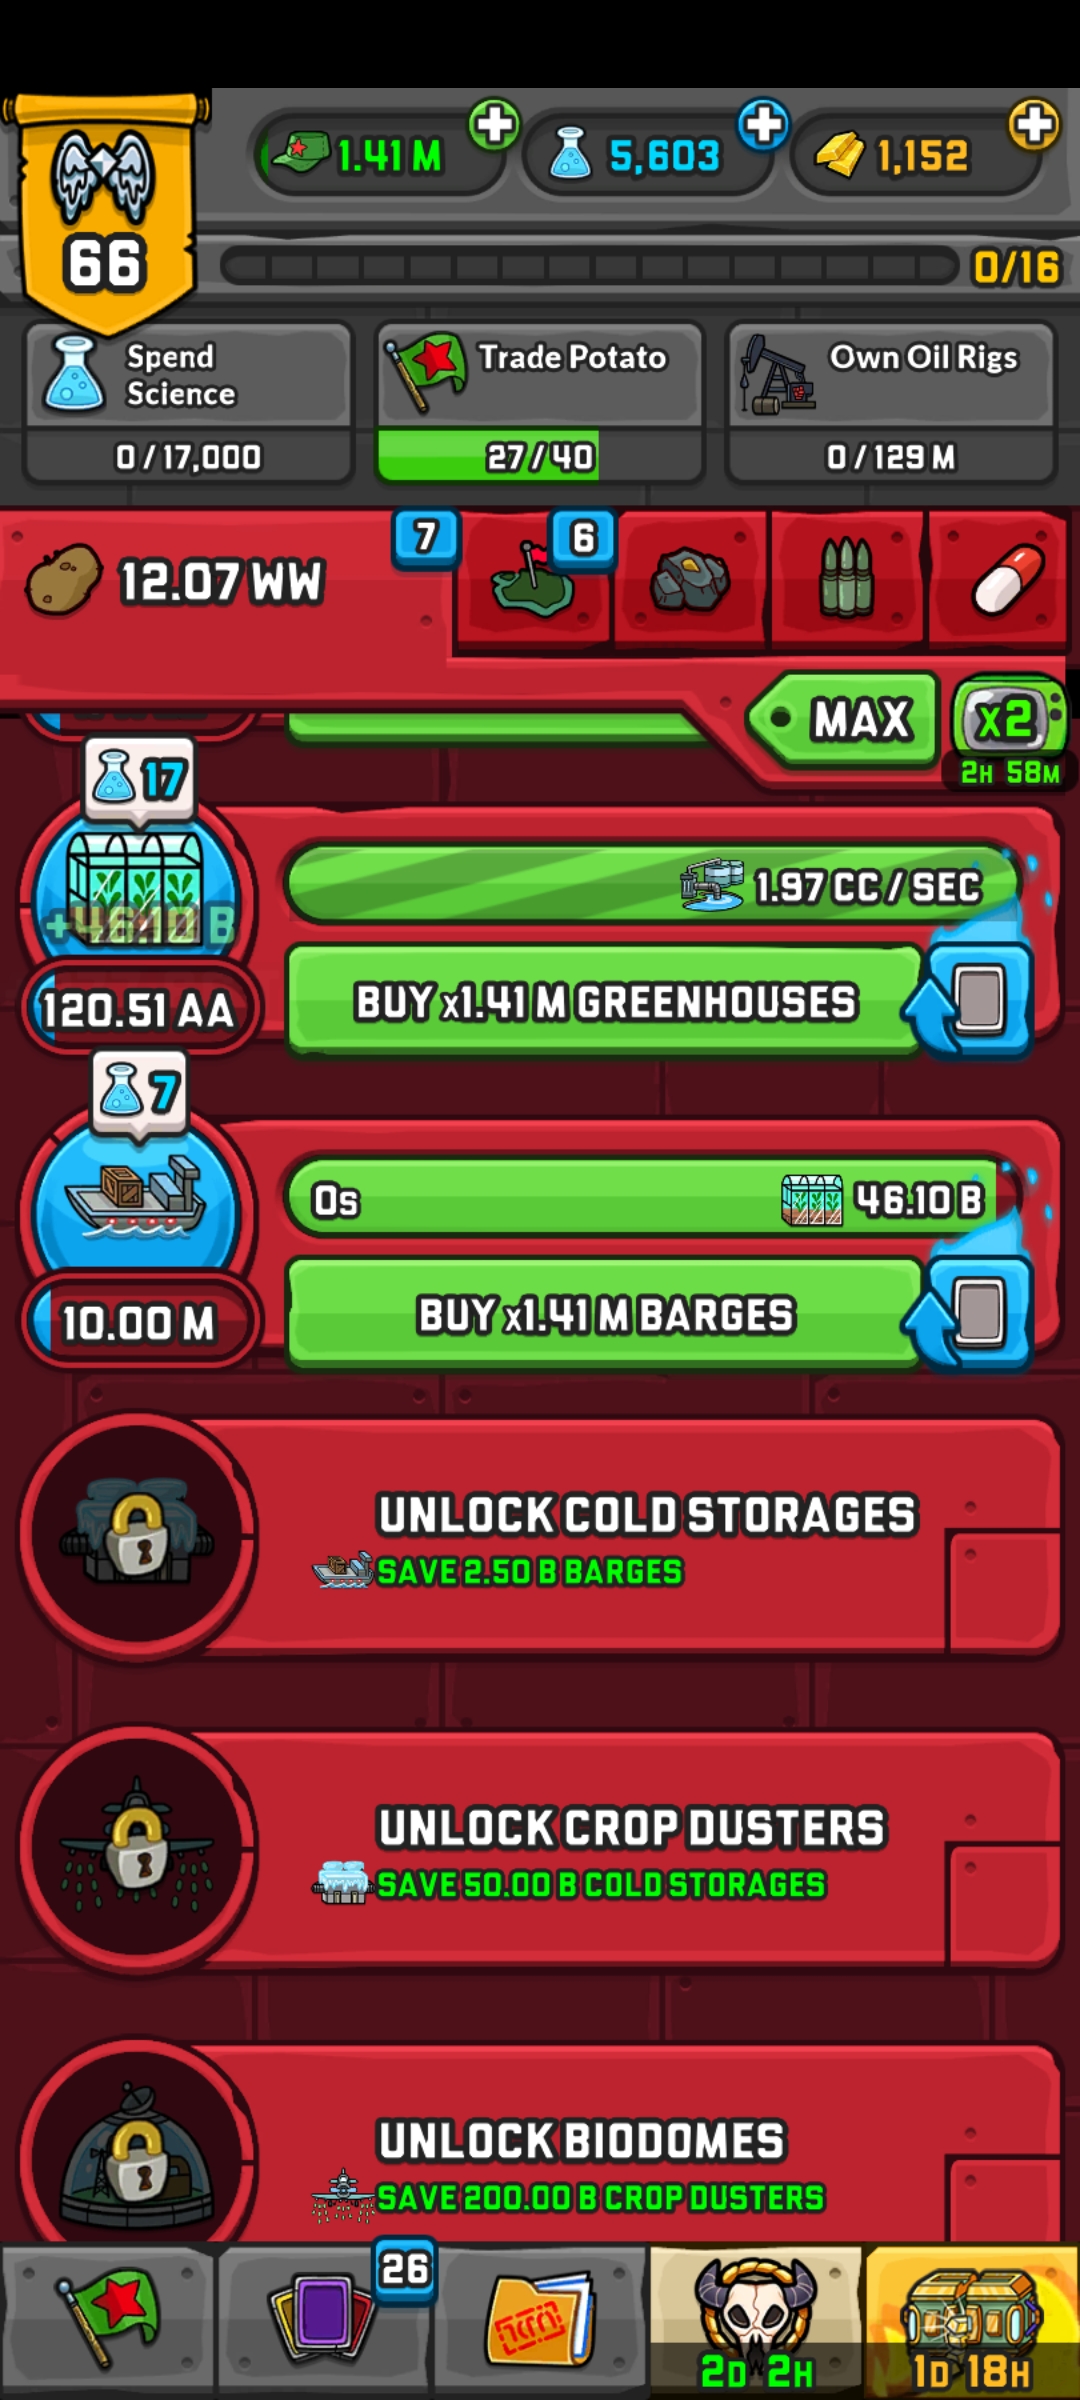 1.41 M
5,603
1,152
66
0/16
Spend
Science
0 / 17,000
Trade Potato
27 / 40
Own Oil Rigs
0 / 129 M
7
6
12.07 WW
MAX
x2
2H 58M
17
1.97 CC / SEC
+46.10 B
120.51 AA
BUY x1.41 M GREENHOUSES
7
0s
46.10 B
10.00 M
BUY x1.41 M BARGES
UNLOCK COLD STORAGES
SAVE 2.50 B BARGES
UNLOCK CROP DUSTERS
SAVE 50.00 B COLD STORAGES
UNLOCK BIODOMES
SAVE 200.00 B CROP DUSTERS
26
2D 2H
1D 18H